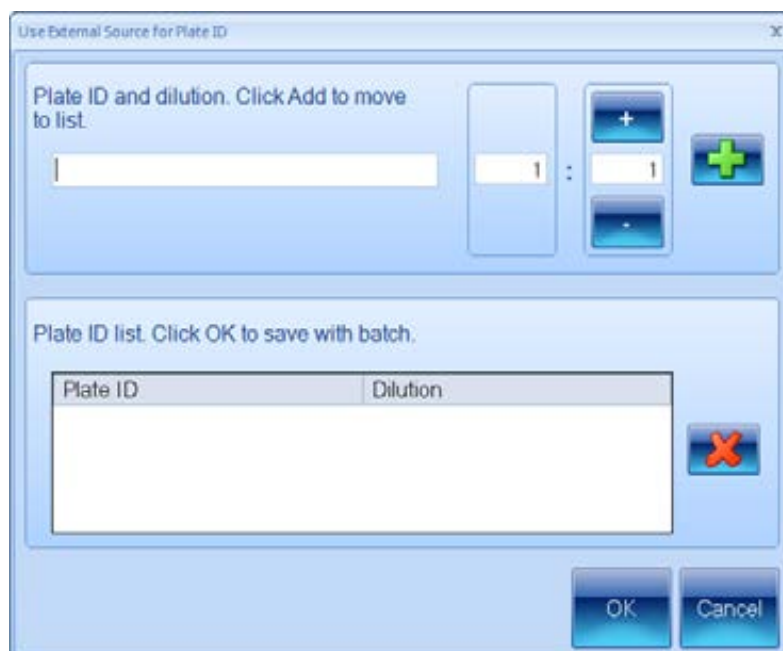 Use External Source for Plate ID x
Plate ID and dilution. Click Add to move
to list.
+
1 : 1
-
Plate ID list. Click OK to save with batch.
Plate ID Dilution
OK Cancel